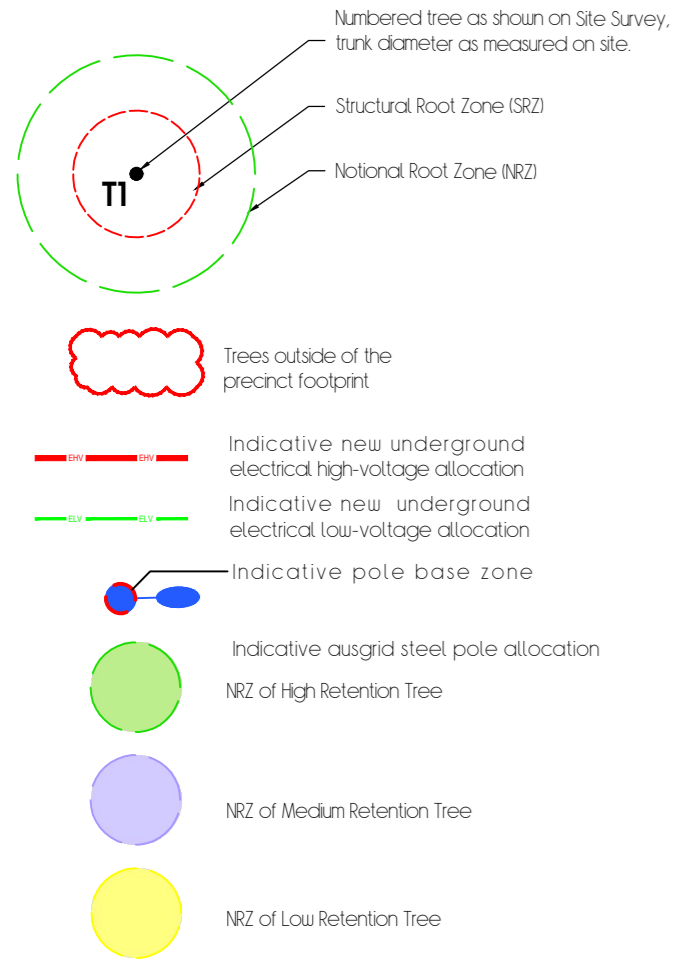 Numbered tree as shown on Site Survey,
trunk diameter as measured on site.
Structural Root Zone (SRZ)
Notional Root Zone (NRZ)
T1
Trees outside of the
precinct footprint
EHV EHV
Indicative new underground
electrical high-voltage allocation
ELV ELV
Indicative new underground
electrical low-voltage allocation
Indicative pole base zone
Indicative ausgrid steel pole allocation
NRZ of High Retention Tree
NRZ of Medium Retention Tree
NRZ of Low Retention Tree